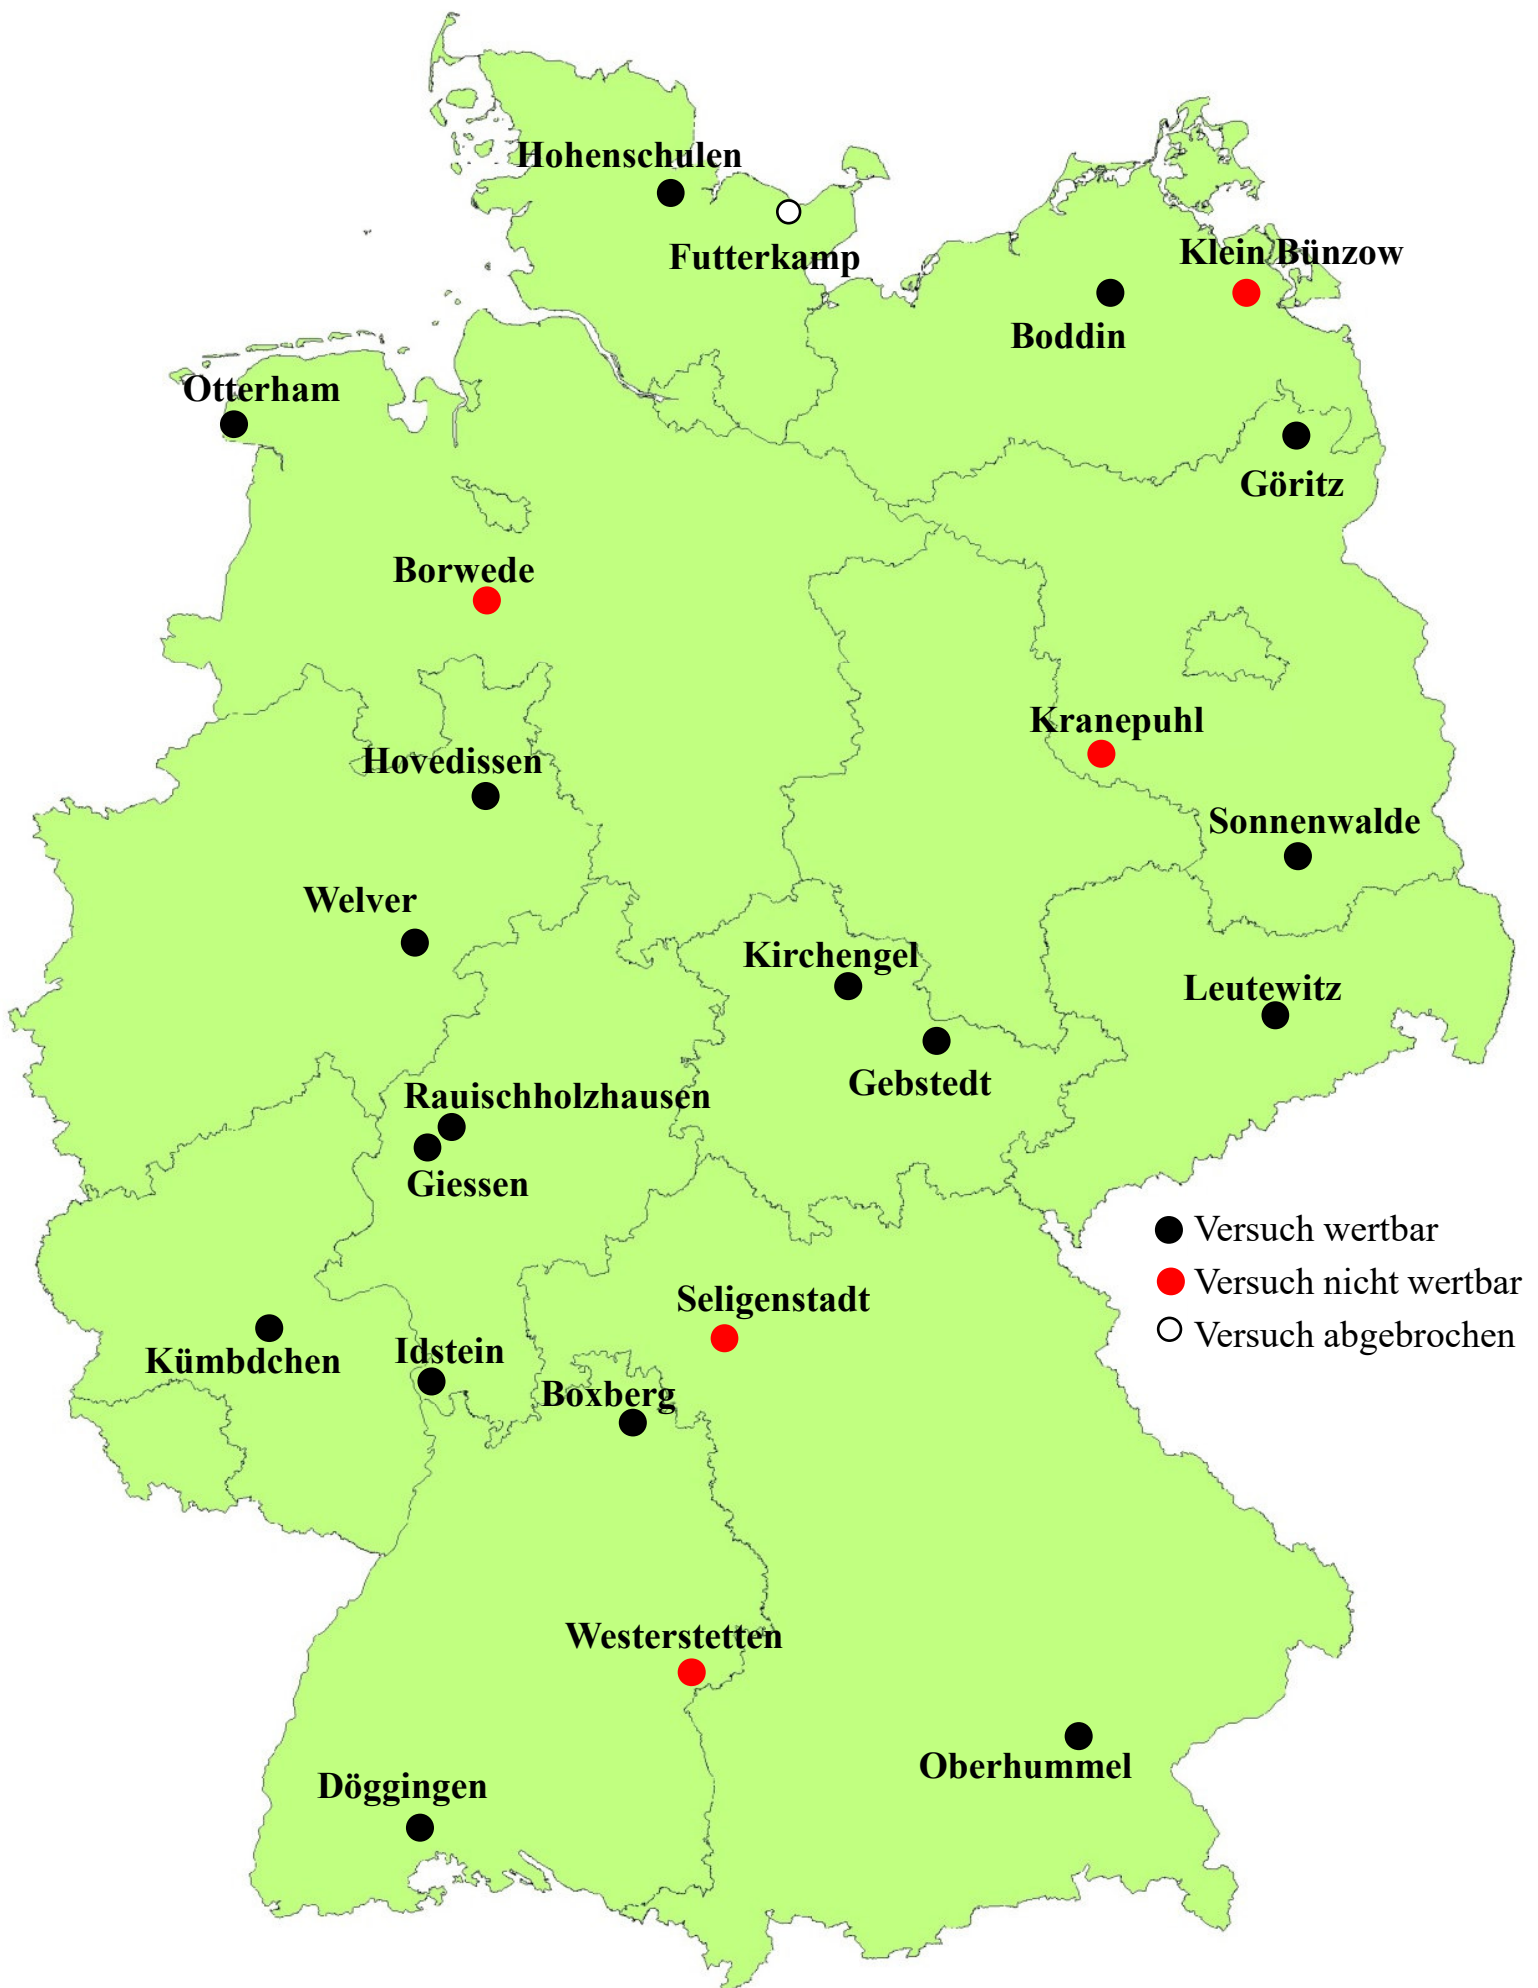 Hohenschulen
Futterkamp
Klein Bünzow
Boddin
Otterham
Göritz
Borwede
Kranepuhl
Hovedissen
Sonnenwalde
Welver
Kirchengel
Leutewitz
Gebstedt
Rauischholzhausen
Giessen
Versuch wertbar
Versuch nicht wertbar
Versuch abgebrochen
Seligenstadt
Kümbdchen
Idstein
Boxberg
Westerstetten
Oberhummel
Döggingen